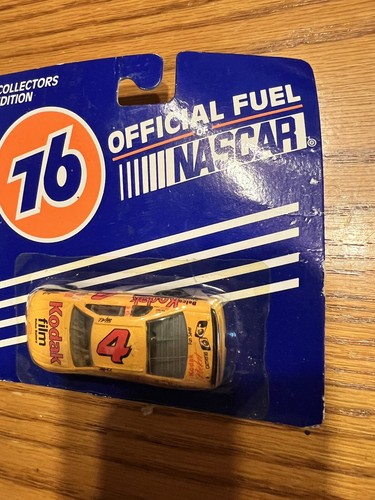 COLLECTORS
EDITION
76
OFFICIAL FUEL
OF
NASCAR®
Kodak
film
4
Kodak